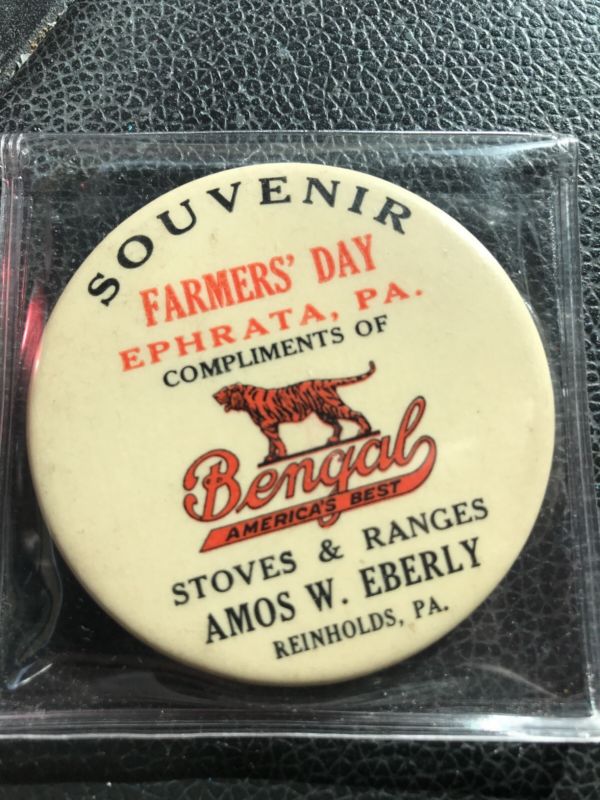 SOUVENIR
FARMERS' DAY
EPHRATA, PA.
COMPLIMENTS OF
Bengal
AMERICA'S BEST
STOVES & RANGES
AMOS W. EBERLY
REINHOLDS, PA.